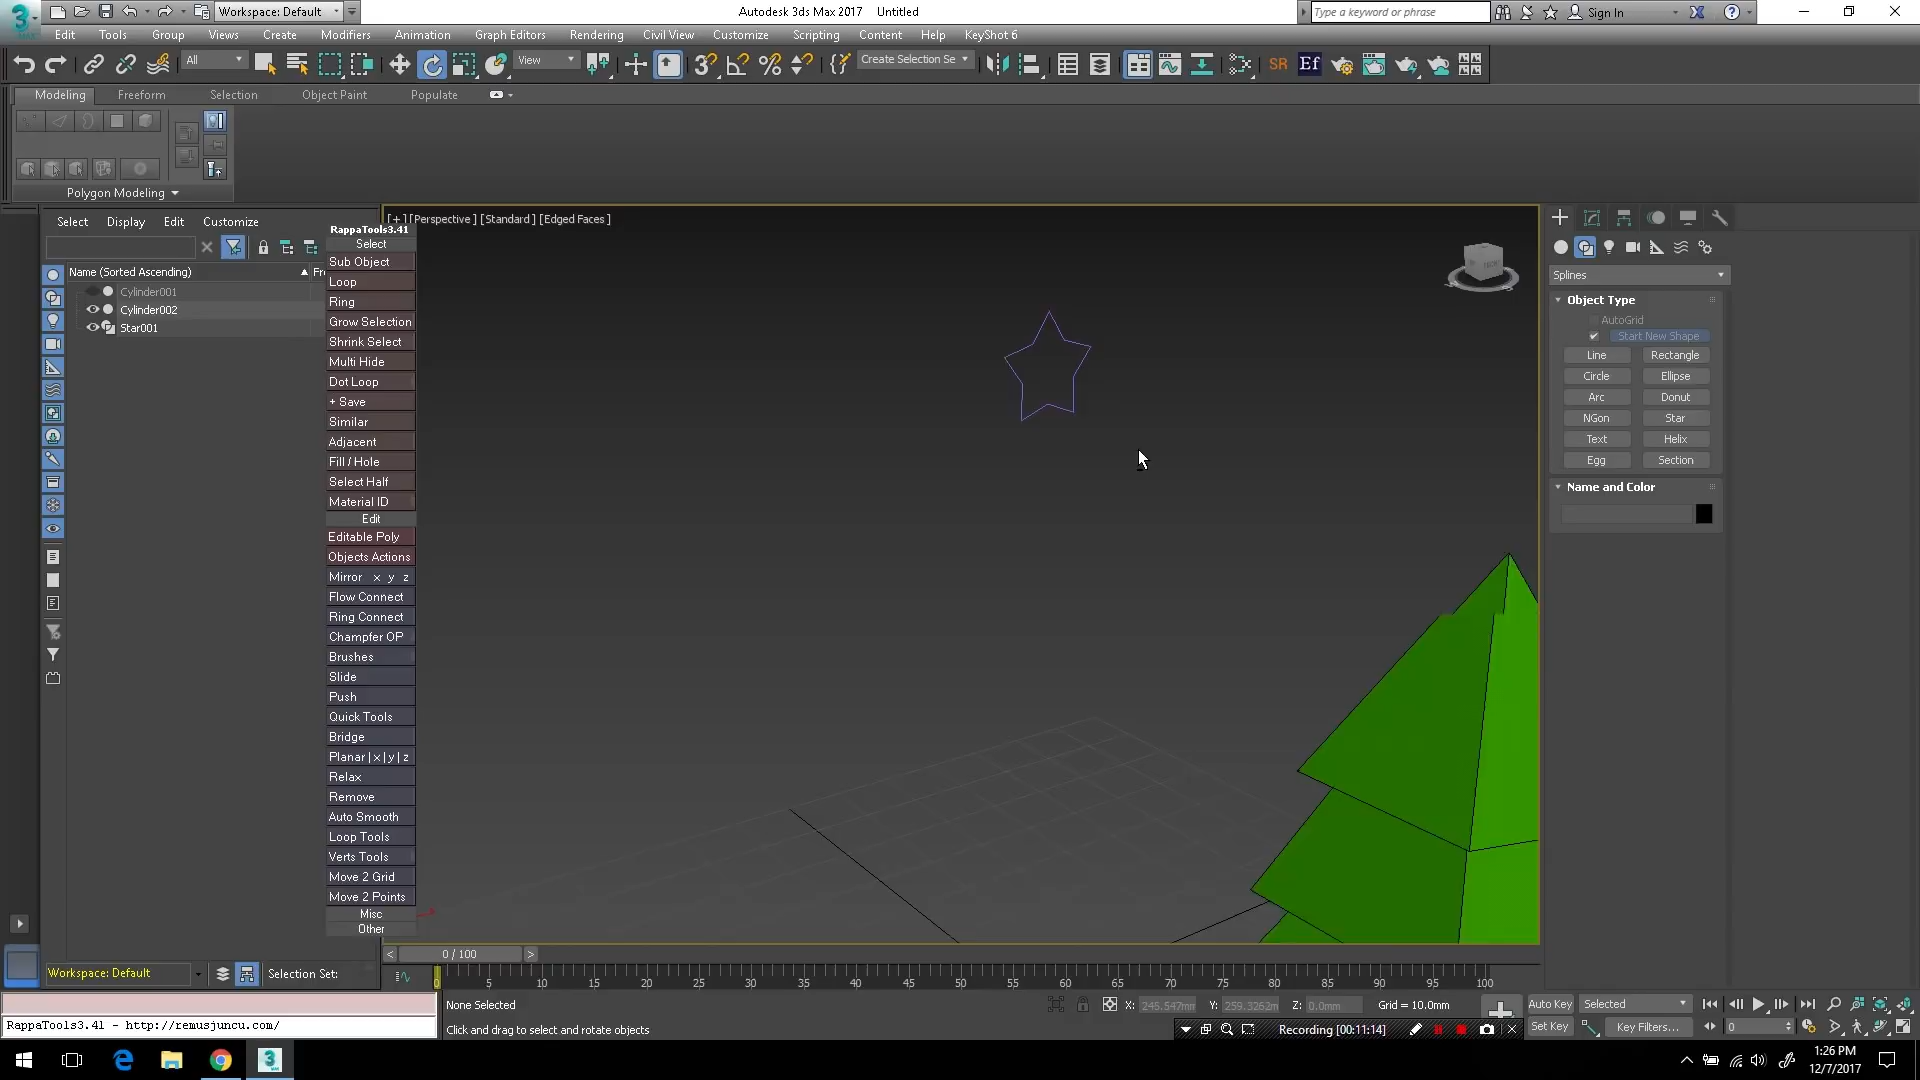 Workspace: Default
Autodesk 3ds Max 2017    Untitled
Type a keyword or phrase
Sign In
Edit Tools Group Views Create Modifiers Animation Graph Editors Rendering Civil View Customize Scripting Content Help KeyShot 6
All
View
Create Selection Se
SR
Ef
Modeling Freeform Selection Object Paint Populate
Polygon Modeling
Select Display Edit Customize
Name (Sorted Ascending)
Fr
Cylinder001
Cylinder002
Star001
RappaTools3.41
Select
Sub Object
Loop
Ring
Grow Selection
Shrink Select
Multi Hide
Dot Loop
+ Save
Similar
Adjacent
Fill / Hole
Select Half
Material ID
Edit
Editable Poly
Objects Actions
Mirror x y z
Flow Connect
Ring Connect
Champfer OP
Brushes
Slide
Push
Quick Tools
Bridge
Planar | x | y | z
Relax
Remove
Auto Smooth
Loop Tools
Verts Tools
Move 2 Grid
Move 2 Points
Misc
Other
[+] [Perspective ] [Standard ] [Edged Faces ]
Splines
Object Type
AutoGrid
Start New Shape
Line Rectangle
Circle Ellipse
Arc Donut
NGon Star
Text Helix
Egg Section
Name and Color
< 0 / 100 >
Workspace: Default
Selection Set:
0 5 10 15 20 25 30 35 40 45 50 55 60 65 70 75 80 85 90 95 100
None Selected
X: 246.547mm Y: 259.3262m Z: 0.0mm Grid = 10.0mm
Auto Key Selected
RappaTools3.41 - http://remusjuncu.com/
Click and drag to select and rotate objects
Recording [00:11:14]
Set Key Key Filters... 0
1:26 PM
12/7/2017